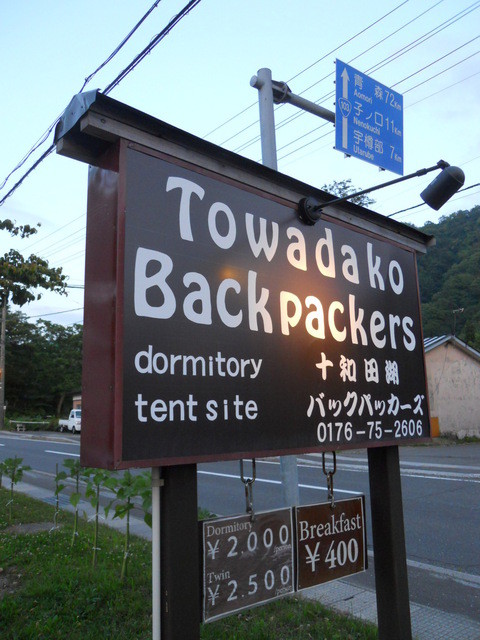 青森 72Km
Aomori
103
子ノ口 11Km
Nenokuchi
宇樽部 7Km
Utarube
Towadako
Backpackers
dormitory
tent site
十和田湖
バックパッカーズ
0176-75-2606
Dormitory
¥2.000
Twin
¥2.500
Breakfast
¥400